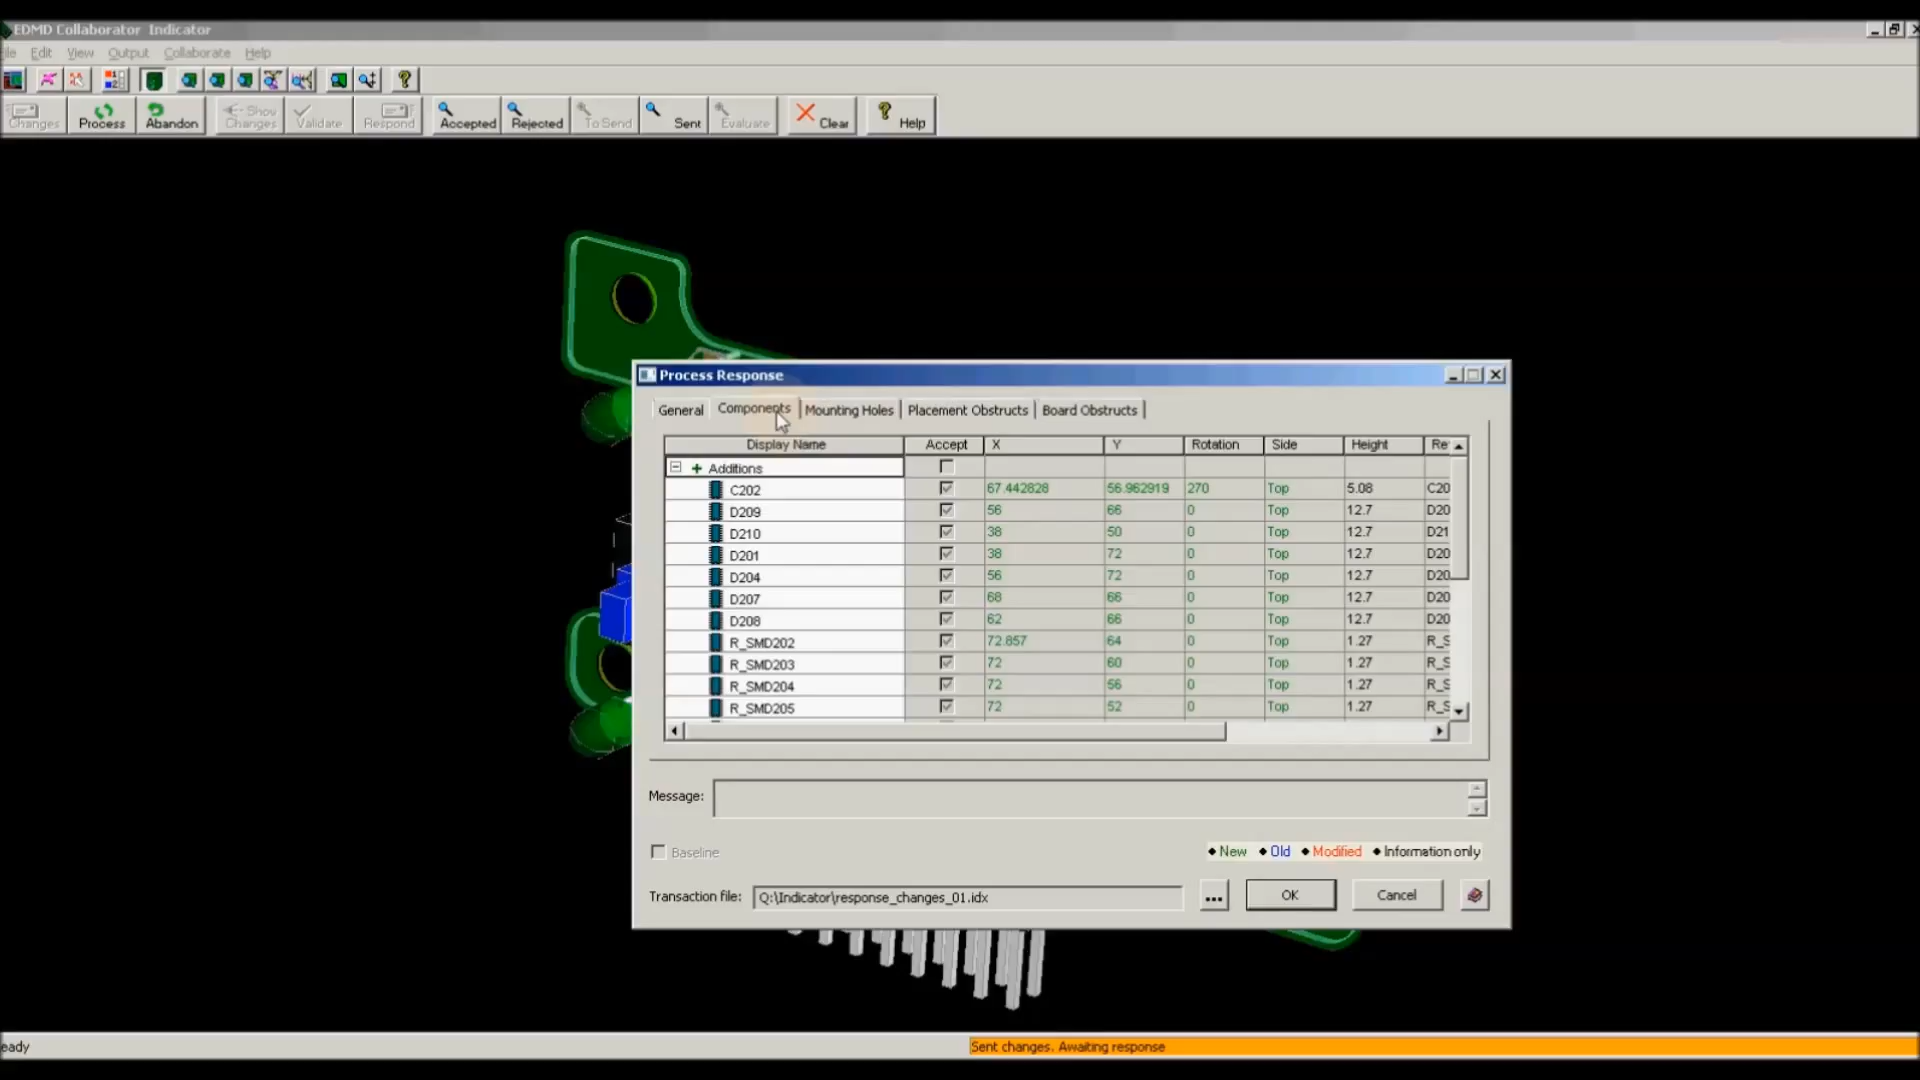 EDMD Collaborator Indicator
ile Edit View Output Collaborate Help
Changes Process Abandon Show Changes Validate Respond Accepted Rejected To Send Sent Evaluate Clear Help
Process Response
General Components Mounting Holes Placement Obstructs Board Obstructs
Display Name Accept X Y Rotation Side Height Re
Additions
C202 67.442828 56.962919 270 Top 5.08 C20
D209 56 66 0 Top 12.7 D20
D210 38 50 0 Top 12.7 D21
D201 38 72 0 Top 12.7 D20
D204 56 72 0 Top 12.7 D20
D207 68 66 0 Top 12.7 D20
D208 62 66 0 Top 12.7 D20
R_SMD202 72.857 64 0 Top 1.27 R_S
R_SMD203 72 60 0 Top 1.27 R_S
R_SMD204 72 56 0 Top 1.27 R_S
R_SMD205 72 52 0 Top 1.27 R_S
Message:
Baseline
New Old Modified Information only
Transaction file: Q:\Indicator\response_changes_01.idx ... OK Cancel
eady
Sent changes. Awaiting response